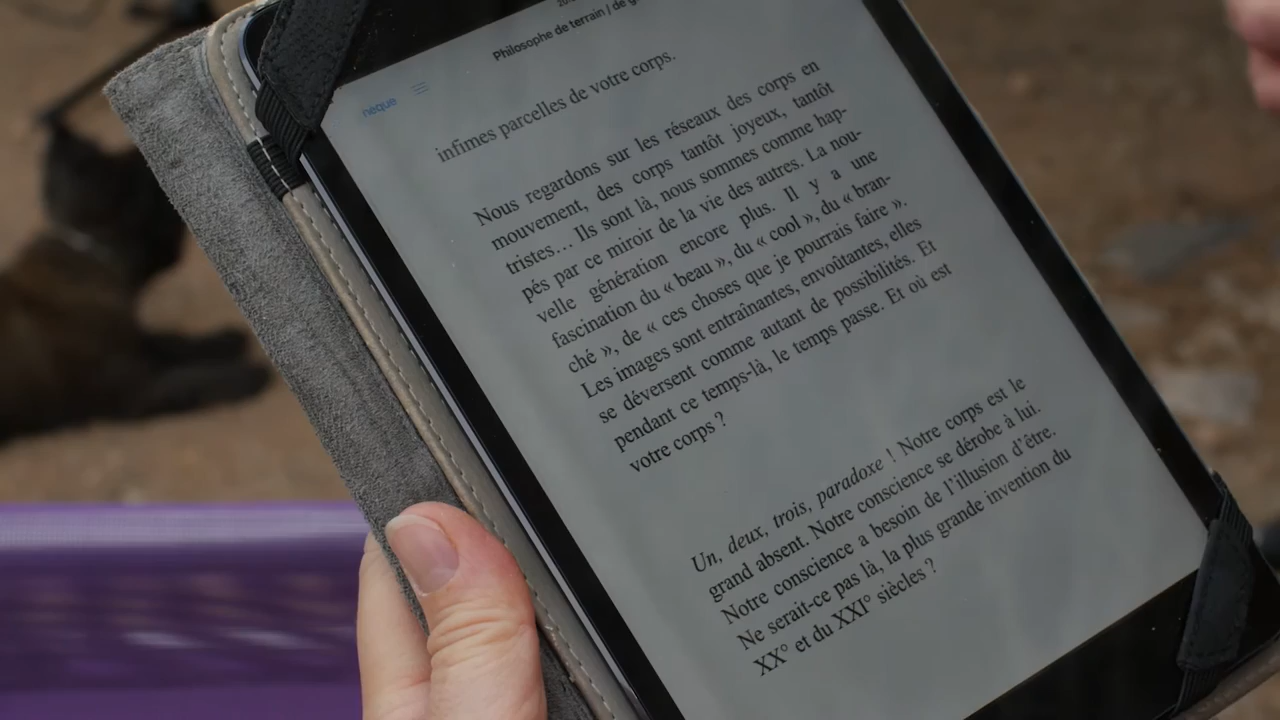 Philosophe de terrain / de
neque
infimes parcelles de votre corps.
Nous regardons sur les réseaux des corps en
mouvement, des corps tantôt joyeux, tantôt
tristes… Ils sont là, nous sommes comme hap-
pés par ce miroir de la vie des autres. La nou-
velle génération encore plus. Il y a une
fascination du « beau », du « cool », du « bran-
ché », de « ces choses que je pourrais faire ».
Les images sont entraînantes, envoûtantes, elles
se déversent comme autant de possibilités. Et
pendant ce temps-là, le temps passe. Et où est
votre corps ?
Un, deux, trois, paradoxe ! Notre corps est le
grand absent. Notre conscience se dérobe à lui.
Notre conscience a besoin de l’illusion d’être.
Ne serait-ce pas là, la plus grande invention du
XX° et du XXI° siècles ?